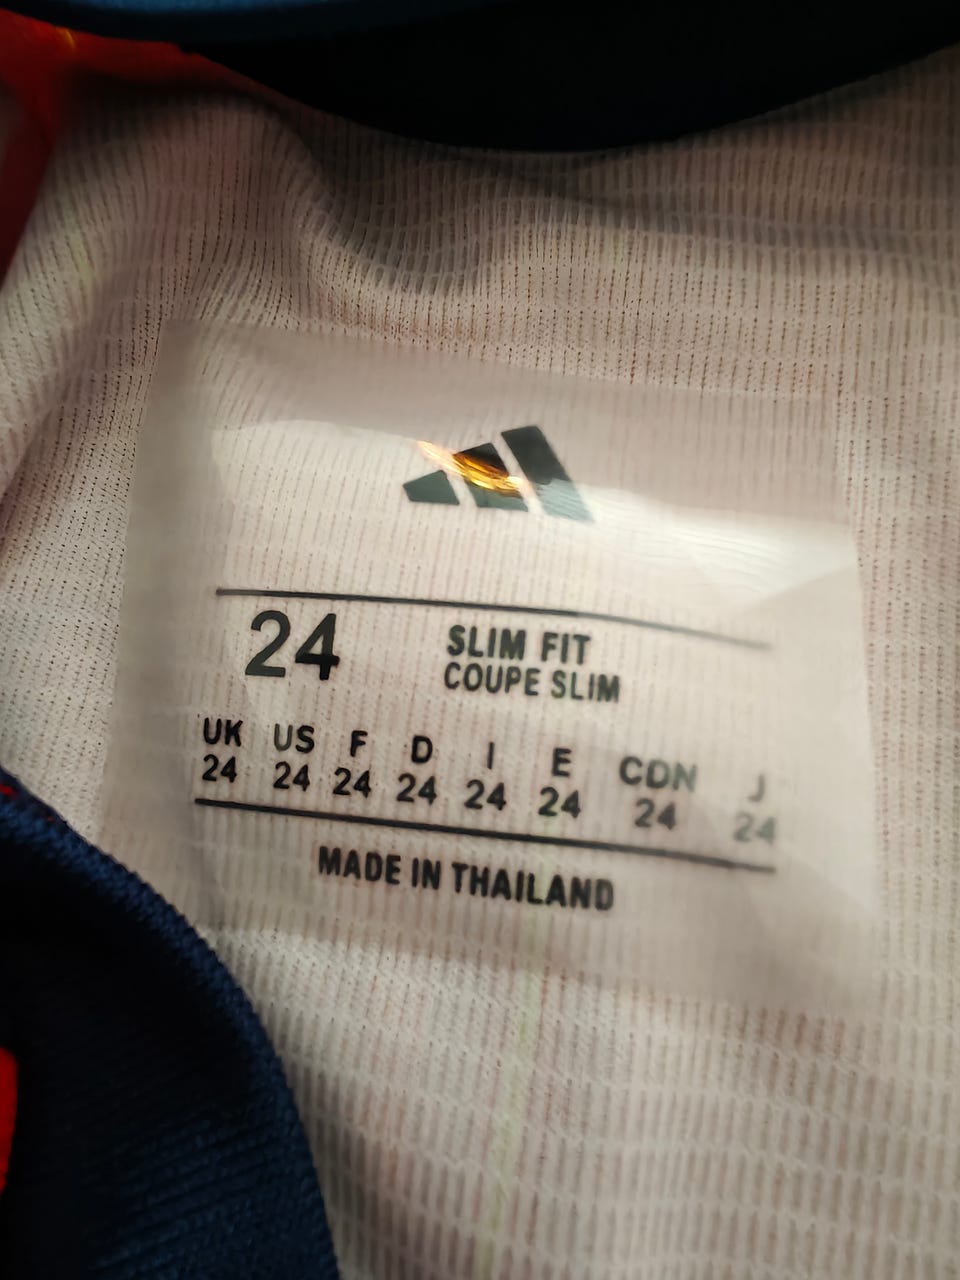 24
SLIM FIT
COUPE SLIM
UK US F D I E CDN J
24 24 24 24 24 24 24 24
MADE IN THAILAND